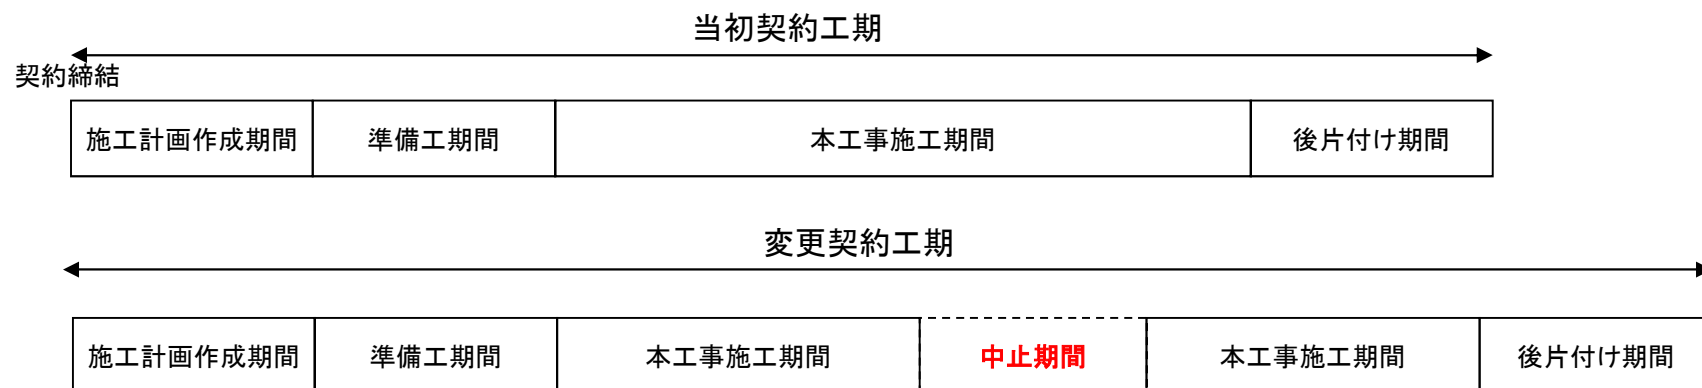 当初契約工期
契約締結
施工計画作成期間 準備工期間 本工事施工期間 後片付け期間
変更契約工期
施工計画作成期間 準備工期間 本工事施工期間 中止期間 本工事施工期間 後片付け期間